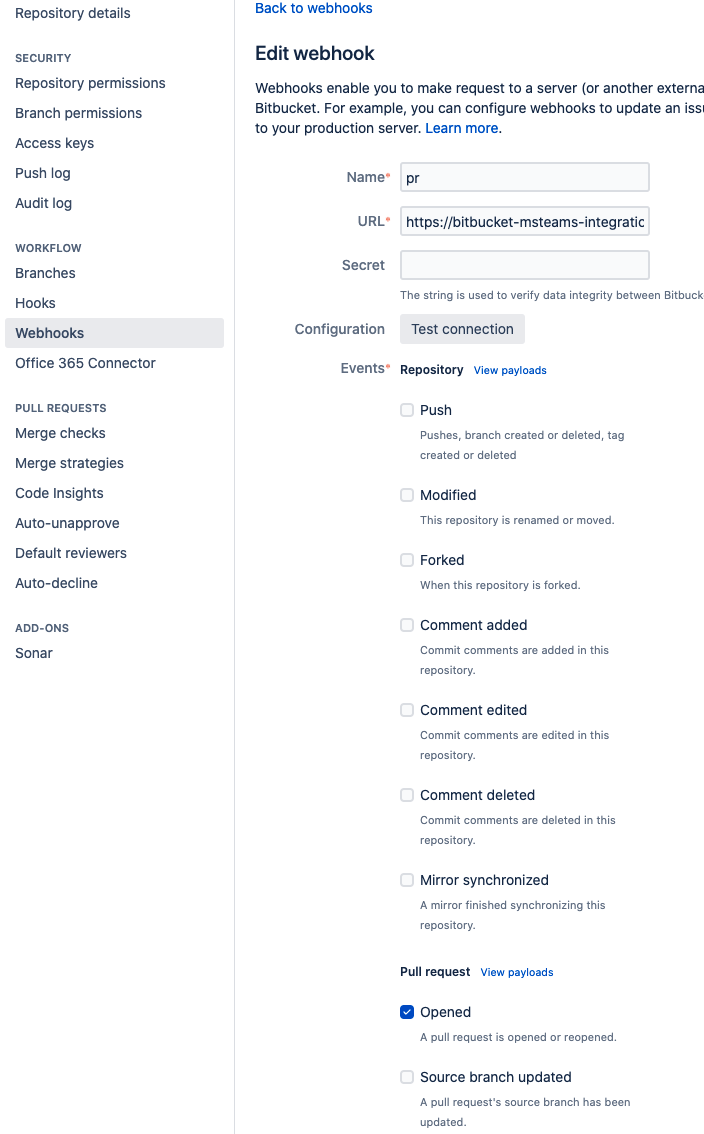 Repository details
SECURITY
Repository permissions
Branch permissions
Access keys
Push log
Audit log
WORKFLOW
Branches
Hooks
Webhooks
Office 365 Connector
PULL REQUESTS
Merge checks
Merge strategies
Code Insights
Auto-unapprove
Default reviewers
Auto-decline
ADD-ONS
Sonar
Back to webhooks
Edit webhook
Webhooks enable you to make request to a server (or another externa
Bitbucket. For example, you can configure webhooks to update an issu
to your production server. Learn more.
Name*
pr
URL*
https://bitbucket-msteams-integratio
Secret
The string is used to verify data integrity between Bitbuck
Configuration
Test connection
Events*
Repository View payloads
Push
Pushes, branch created or deleted, tag
created or deleted
Modified
This repository is renamed or moved.
Forked
When this repository is forked.
Comment added
Commit comments are added in this
repository.
Comment edited
Commit comments are edited in this
repository.
Comment deleted
Commit comments are deleted in this
repository.
Mirror synchronized
A mirror finished synchronizing this
repository.
Pull request View payloads
Opened
A pull request is opened or reopened.
Source branch updated
A pull request's source branch has been
updated.